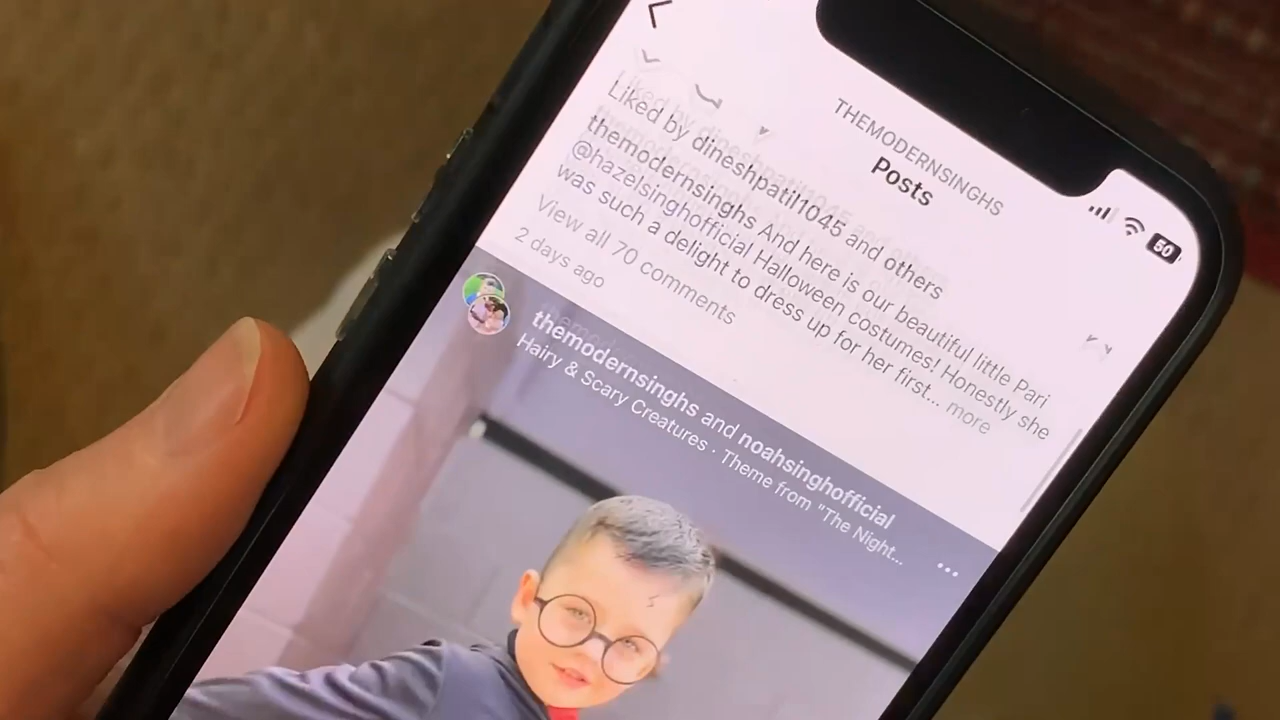 THEMODERNSINGHS
Posts
50
Liked by dineshpatil1045 and others
themodernsinghs And here is our beautiful little Pari
@hazelsinghofficial Halloween costumes! Honestly she
was such a delight to dress up for her first... more
View all 70 comments
2 days ago
themodernsinghs and noahsinghofficial
Hairy & Scary Creatures · Theme from "The Night...